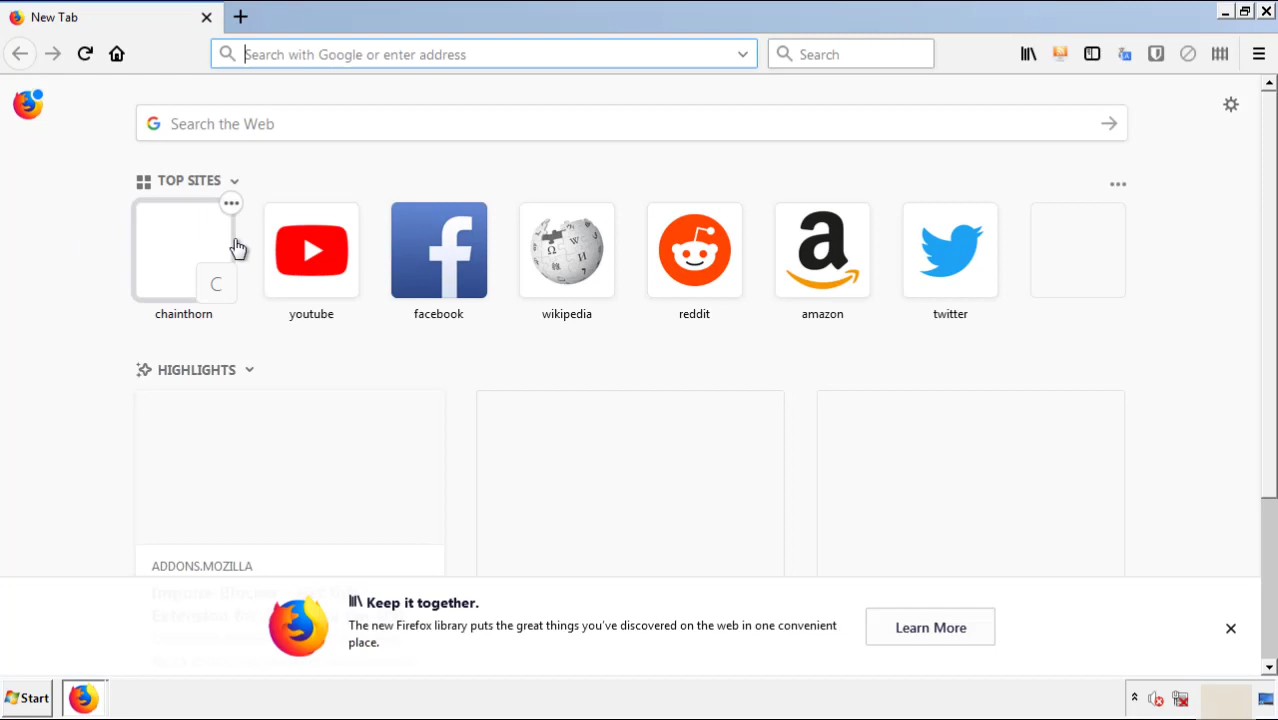 New Tab
Search with Google or enter address
Search
Search the Web
TOP SITES
C
chainthorn
youtube
facebook
wikipedia
reddit
amazon
twitter
HIGHLIGHTS
ADDONS.MOZILLA
Keep it together.
The new Firefox library puts the great things you've discovered on the web in one convenient
place.
Learn More
Start